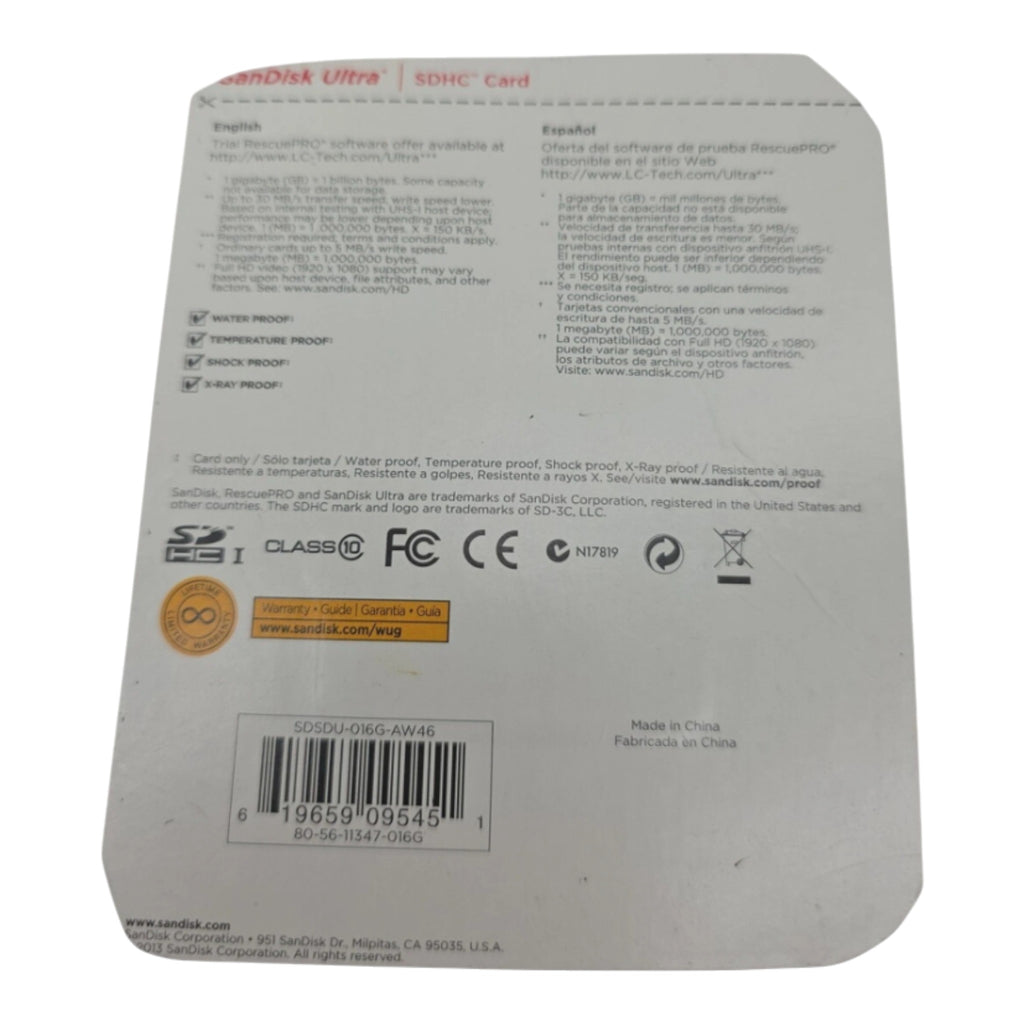 SanDisk Ultra® | SDHC™ Card
English
Trial RescuePRO® software offer available at
http://www.LC-Tech.com/Ultra***
* 1 gigabyte (GB) = 1 billion bytes. Some capacity
not available for data storage.
** Up to 30 MB/s transfer speed, write speed lower.
Based on internal testing with UHS-I host device;
performance may be lower depending upon host
device. 1 (MB) = 1,000,000 bytes. X = 150 KB/s.
*** Registration required, terms and conditions apply.
† Ordinary cards up to 5 MB/s write speed.
1 megabyte (MB) = 1,000,000 bytes.
†† Full HD video (1920 x 1080) support may vary
based upon host device, file attributes, and other
factors. See: www.sandisk.com/HD
WATER PROOF‡
TEMPERATURE PROOF‡
SHOCK PROOF‡
X-RAY PROOF‡
Español
Oferta del software de prueba RescuePRO®
disponible en el sitio Web
http://www.LC-Tech.com/Ultra***
* 1 gigabyte (GB) = mil millones de bytes.
Parte de la capacidad no está disponible
para almacenamiento de datos.
** Velocidad de transferencia hasta 30 MB/s;
la velocidad de escritura es menor. Según
pruebas internas con dispositivo anfitrión UHS-I.
El rendimiento puede ser inferior dependiendo
del dispositivo host. 1 (MB) = 1,000,000 bytes.
X = 150 KB/seg.
*** Se necesita registro; se aplican términos
y condiciones.
† Tarjetas convencionales con una velocidad de
escritura de hasta 5 MB/s.
1 megabyte (MB) = 1,000,000 bytes.
†† La compatibilidad con Full HD (1920 x 1080)
puede variar según el dispositivo anfitrión,
los atributos de archivo y otros factores.
Visite: www.sandisk.com/HD
‡ Card only / Sólo tarjeta / Water proof, Temperature proof, Shock proof, X-Ray proof / Resistente al agua,
Resistente a temperaturas, Resistente a golpes, Resistente a rayos X. See/visite www.sandisk.com/proof
SanDisk, RescuePRO and SanDisk Ultra are trademarks of SanDisk Corporation, registered in the United States and
other countries. The SDHC mark and logo are trademarks of SD-3C, LLC.
SD HC I CLASS 10 FC CE N17819
LIFETIME LIMITED WARRANTY
Warranty • Guide | Garantía • Guía
www.sandisk.com/wug
SDSDU-016G-AW46
6 19659 09545 1
80-56-11347-016G
Made in China
Fabricada en China
www.sandisk.com
SanDisk Corporation • 951 SanDisk Dr., Milpitas, CA 95035, U.S.A.
2013 SanDisk Corporation. All rights reserved.